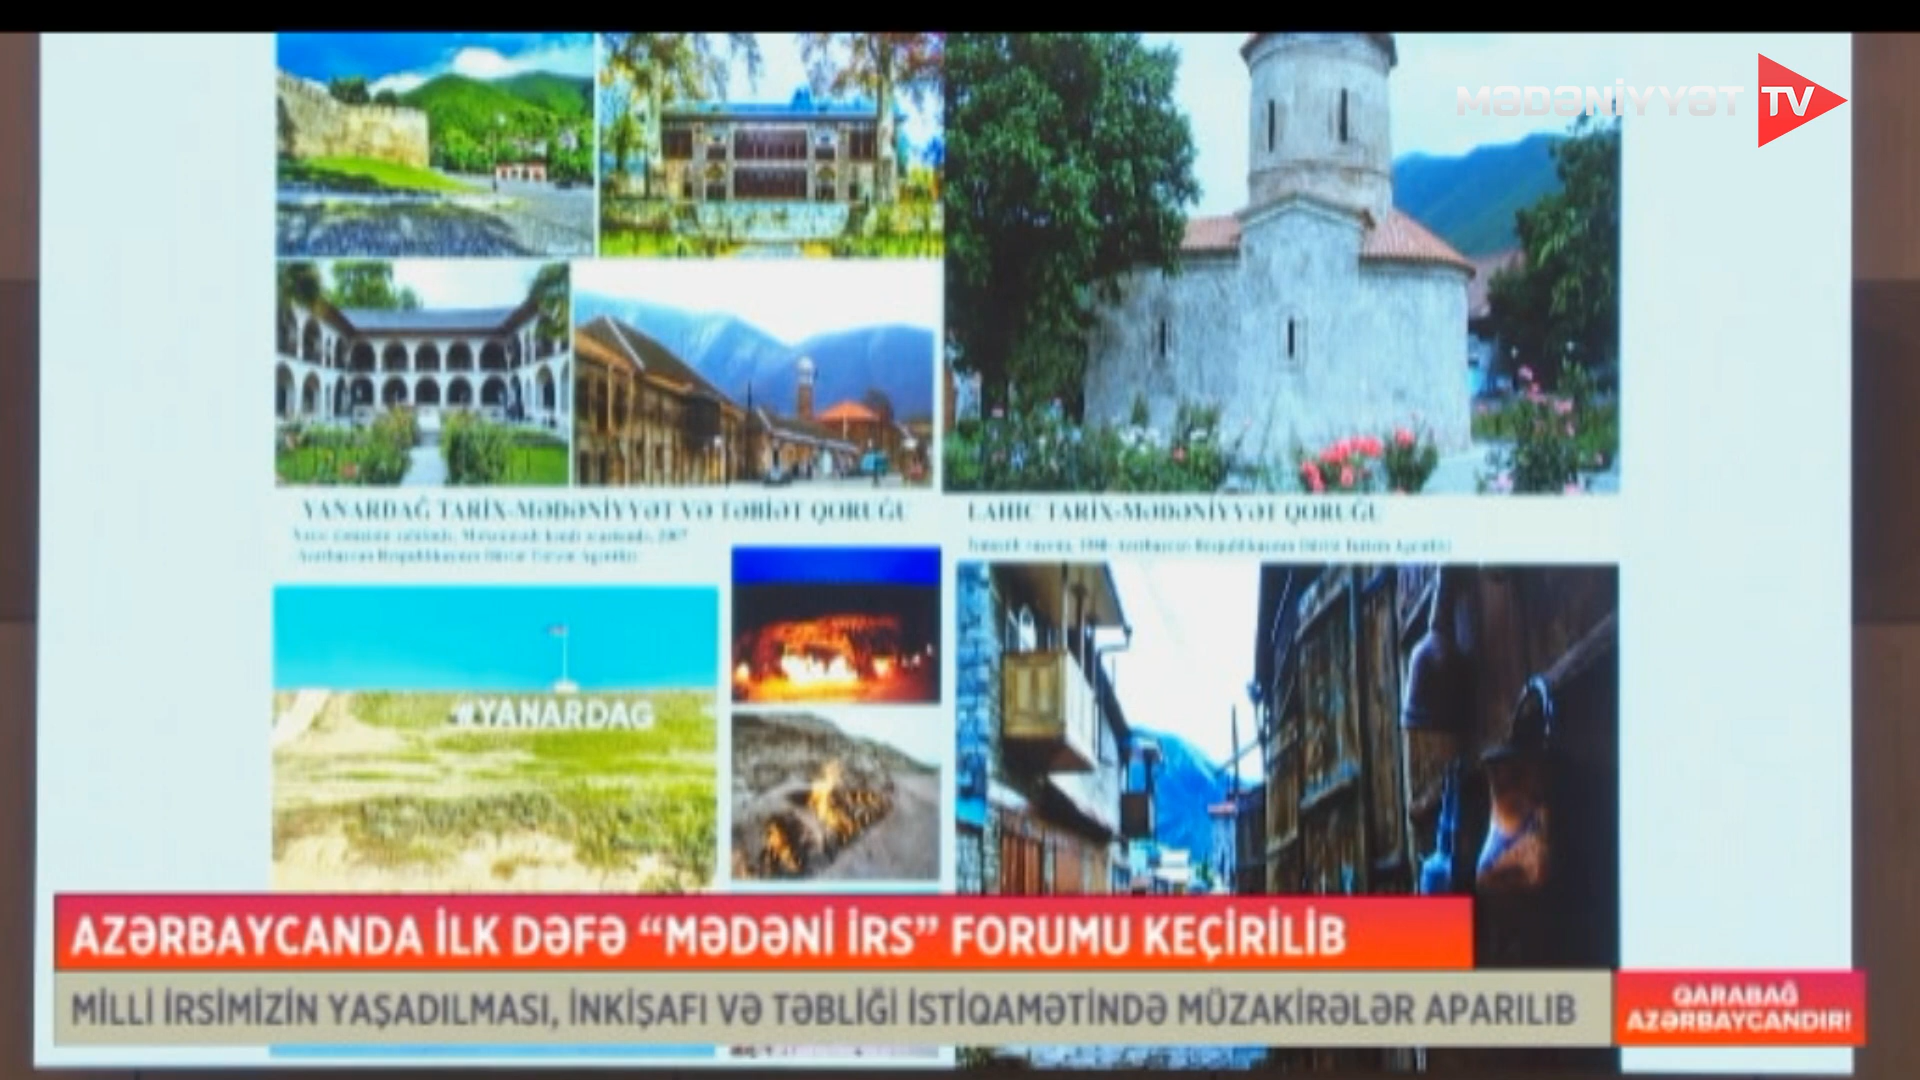 MƏDƏNİYYƏT TV
YANARDAĞ TARİX-MƏDƏNİYYƏT VƏ TƏBİƏT QORUĞU
LAHIC TARİX-MƏDƏNİYYƏT QORUĞU
#YANARDAG
AZƏRBAYCANDA İLK DƏFƏ “MƏDƏNİ İRS” FORUMU KEÇİRİLİB
MİLLİ İRSİMİZİN YAŞADILMASI, İNKİŞAFI VƏ TƏBLİĞİ İSTİQAMƏTİNDƏ MÜZAKİRƏLƏR APARILIB
QARABAĞ
AZƏRBAYCANDIR!